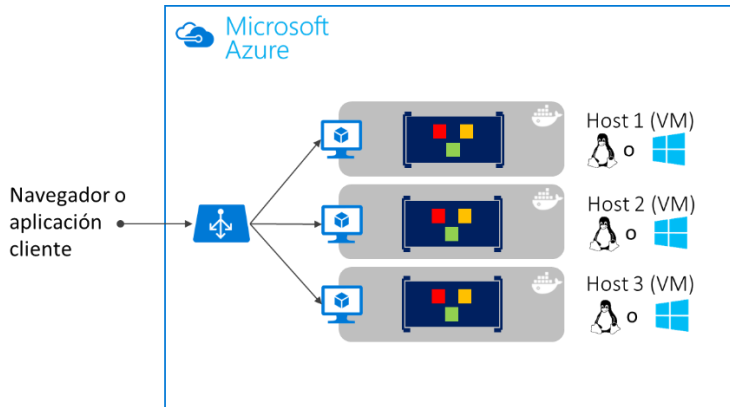 Microsoft
Azure
Host 1 (VM)
o
Host 2 (VM)
o
Host 3 (VM)
o
Navegador o
aplicación
cliente